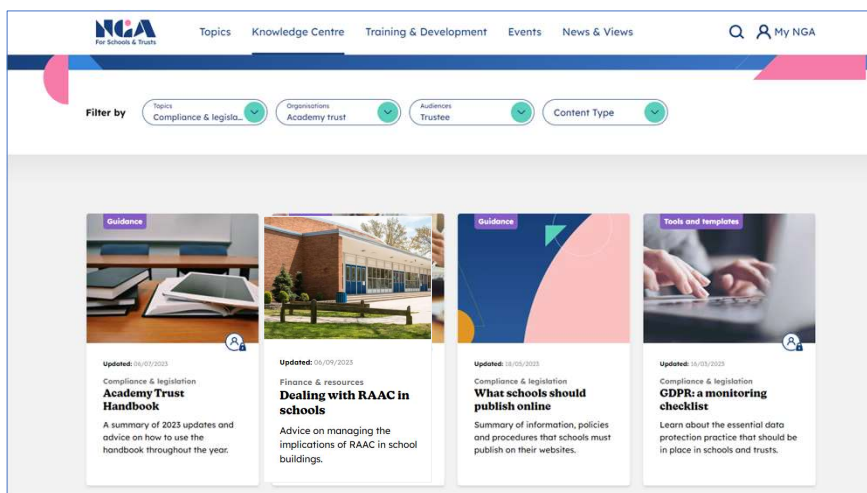 NGA
For Schools & Trusts
Topics
Knowledge Centre
Training & Development
Events
News & Views
My NGA
Filter by
Topics
Compliance & legisla...
Organisations
Academy trust
Audiences
Trustee
Content Type
Guidance
Updated: 06/07/2023
Compliance & legislation
Academy Trust
Handbook
A summary of 2023 updates and
advice on how to use the
handbook throughout the year.
Updated: 06/09/2023
Finance & resources
Dealing with RAAC in
schools
Advice on managing the
implications of RAAC in school
buildings.
Guidance
Updated: 18/05/2023
Compliance & legislation
What schools should
publish online
Summary of information, policies
and procedures that schools must
publish on their websites.
Tools and templates
Updated: 16/03/2023
Compliance & legislation
GDPR: a monitoring
checklist
Learn about the essential data
protection practice that should be
in place in schools and trusts.